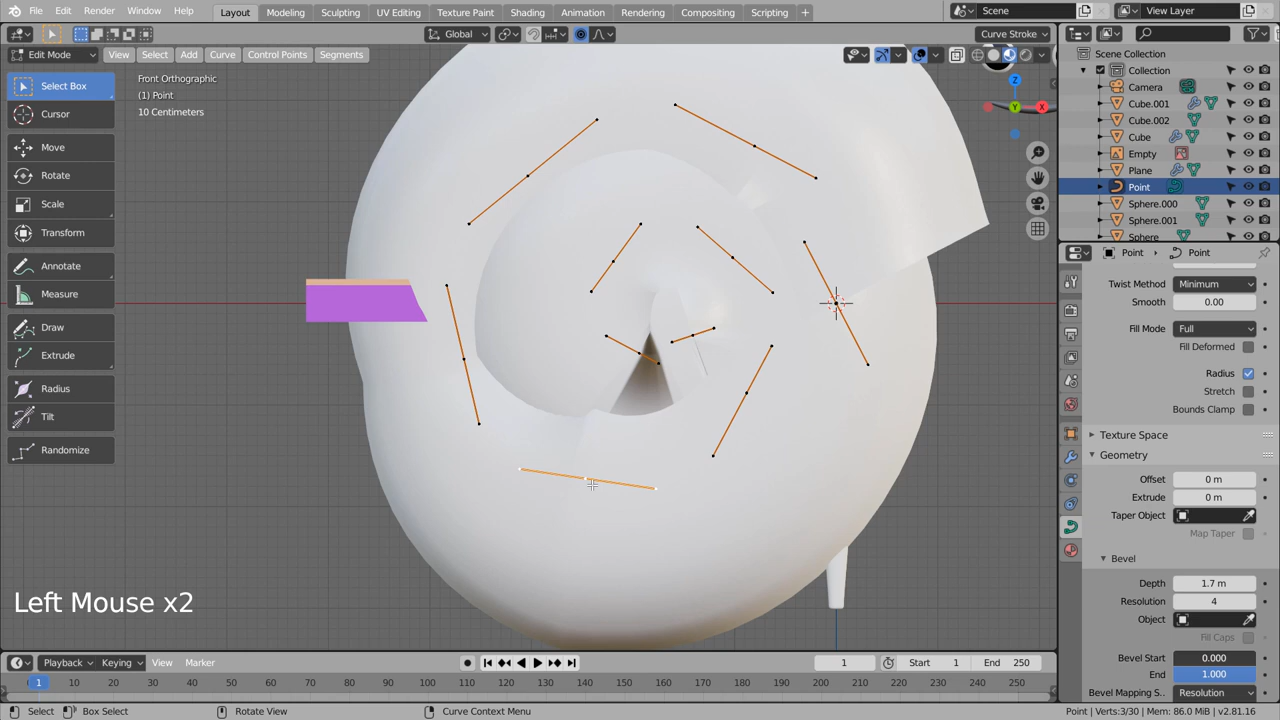 File Edit Render Window Help Layout Modeling Sculpting UV Editing Texture Paint Shading Animation Rendering Compositing Scripting + Scene View Layer
Global Curve Stroke
Edit Mode View Select Add Curve Control Points Segments Scene Collection
Collection
Camera
Cube.001
Cube.002
Cube
Empty
Plane
Point
Sphere.000
Sphere.001
Sphere
Select Box
Cursor
Move
Rotate
Scale
Transform
Annotate
Measure
Draw
Extrude
Radius
Tilt
Randomize
Front Orthographic
(1) Point
10 Centimeters
Z
Y
X
Left Mouse x2
Point Point
Twist Method Minimum
Smooth 0.00
Fill Mode Full
Fill Deformed
Radius
Stretch
Bounds Clamp
Texture Space
Geometry
Offset 0 m
Extrude 0 m
Taper Object
Map Taper
Bevel
Depth 1.7 m
Resolution 4
Object
Fill Caps
Bevel Start 0.000
End 1.000
Bevel Mapping S.. Resolution
Playback Keying View Marker 1 Start 1 End 250
1 10 20 30 40 50 60 70 80 90 100 110 120 130 140 150 160 170 180 190 200 210 220 230 240 250
Select Box Select Rotate View Curve Context Menu Point | Verts:3/30 | Mem: 86.0 MiB | v2.81.16